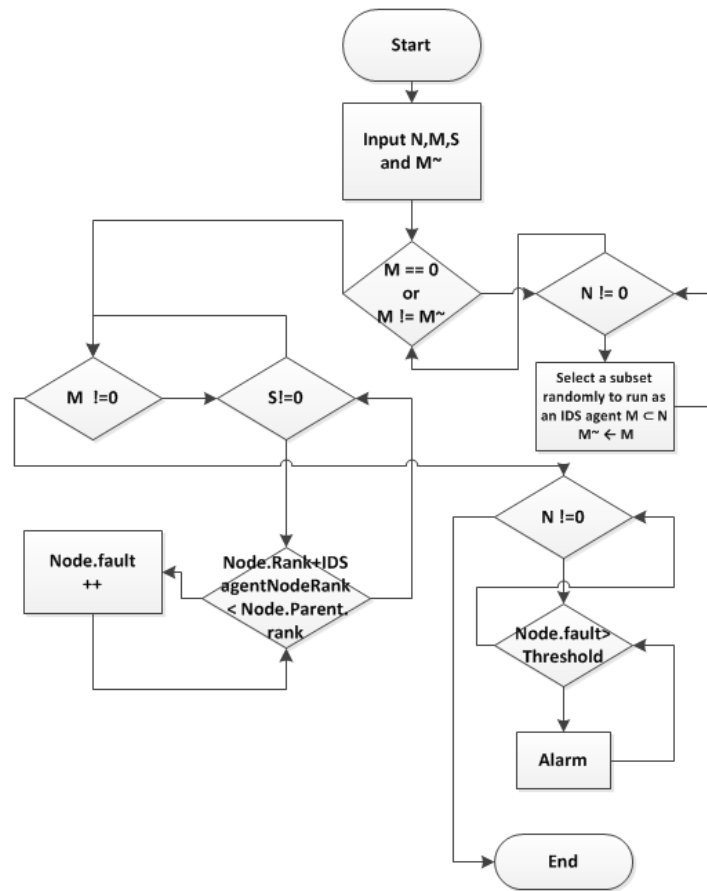 Start
Input N,M,S
and M~
M == 0
or
M != M~
N != 0
Select a subset
randomly to run as
an IDS agent M ⊂ N
M~ ← M
M !=0
S!=0
N !=0
Node.Rank+IDS
agentNodeRank
< Node.Parent.
rank
Node.fault
++
Node.fault>
Threshold
Alarm
End